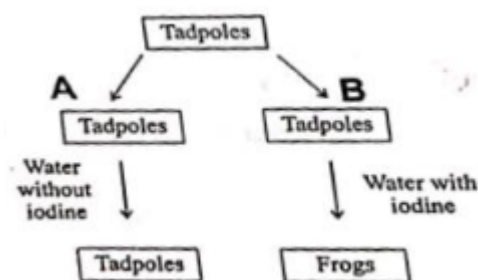 Tadpoles
A
B
Tadpoles
Tadpoles
Water
without
iodine
Water with
iodine
Tadpoles
Frogs